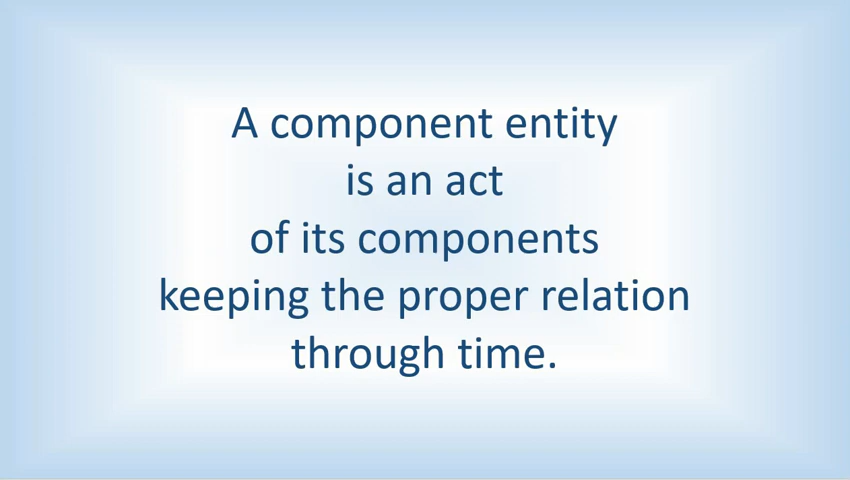 A component entity
is an act
of its components
keeping the proper relation
through time.